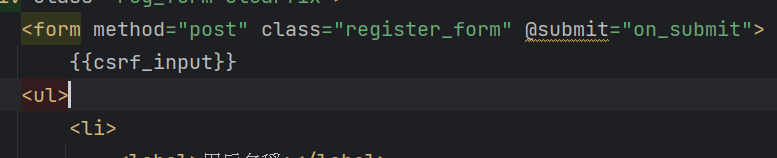 <form method="post" class="register_form" @submit="on_submit">
{{csrf_input}}
<ul>
<li>